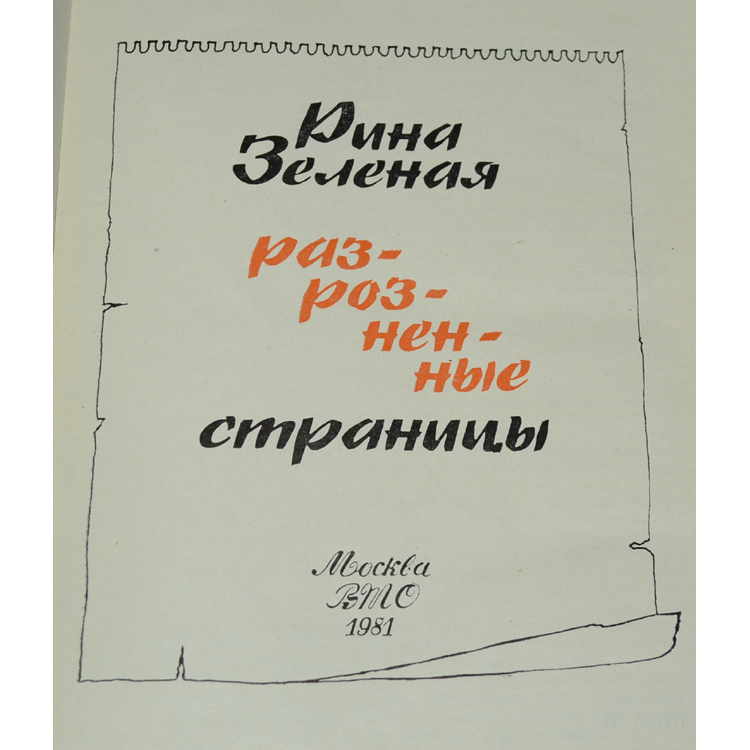 Рина
Зеленая
раз-
роз-
нен-
ные
страницы
Москва
ВТО
1981